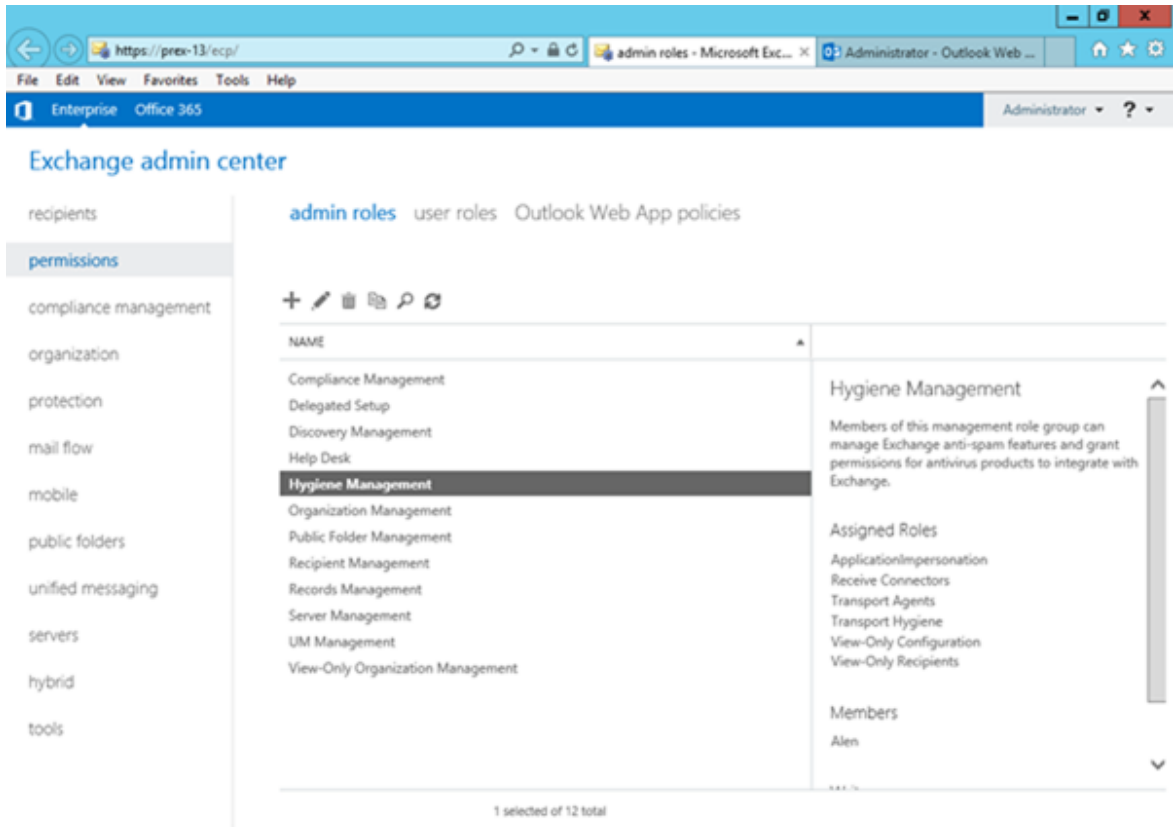 https://prex-13/ecp/
admin roles - Microsoft Exc...
Administrator - Outlook Web ...
File Edit View Favorites Tools Help
Enterprise Office 365
Administrator ?
Exchange admin center
recipients
permissions
compliance management
organization
protection
mail flow
mobile
public folders
unified messaging
servers
hybrid
tools
admin roles user roles Outlook Web App policies
NAME
Compliance Management
Delegated Setup
Discovery Management
Help Desk
Hygiene Management
Organization Management
Public Folder Management
Recipient Management
Records Management
Server Management
UM Management
View-Only Organization Management
1 selected of 12 total
Hygiene Management
Members of this management role group can
manage Exchange anti-spam features and grant
permissions for antivirus products to integrate with
Exchange.
Assigned Roles
ApplicationImpersonation
Receive Connectors
Transport Agents
Transport Hygiene
View-Only Configuration
View-Only Recipients
Members
Alen